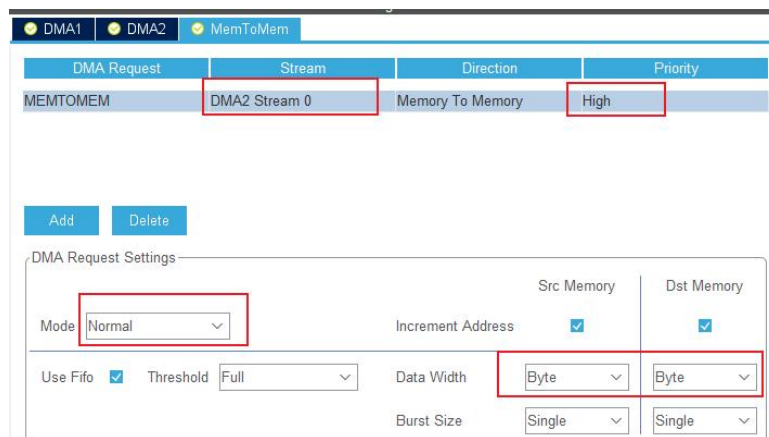 DMA1 DMA2 MemToMem
DMA Request Stream Direction Priority
MEMTOMEM DMA2 Stream 0 Memory To Memory High
Add Delete
DMA Request Settings
Src Memory Dst Memory
Mode Normal Increment Address
Use Fifo Threshold Full Data Width Byte Byte
Burst Size Single Single